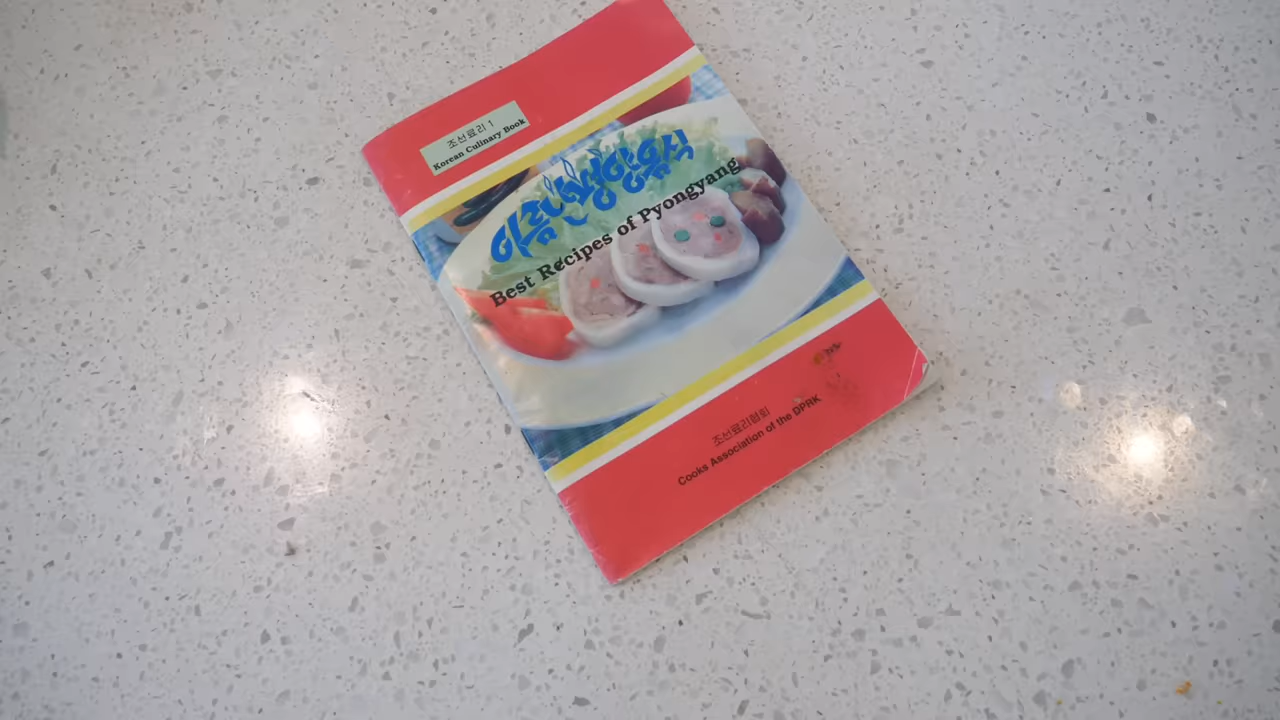 조선료리 1
Korean Culinary Book
이름난 평양음식
Best Recipes of Pyongyang
조선료리협회
Cooks Association of the DPRK